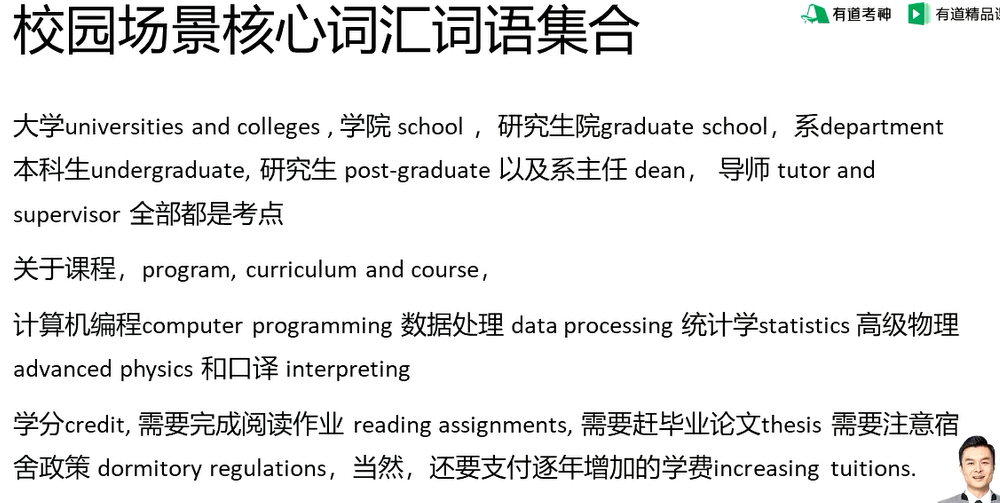 校园场景核心词汇词语集合
有道考神 有道精品
大学universities and colleges , 学院 school ，研究生院graduate school，系department
本科生undergraduate, 研究生 post-graduate 以及系主任 dean， 导师 tutor and
supervisor 全部都是考点
关于课程，program, curriculum and course，
计算机编程computer programming 数据处理 data processing 统计学statistics 高级物理
advanced physics 和口译 interpreting
学分credit, 需要完成阅读作业 reading assignments, 需要赶毕业论文thesis 需要注意宿
舍政策 dormitory regulations，当然，还要支付逐年增加的学费increasing tuitions.